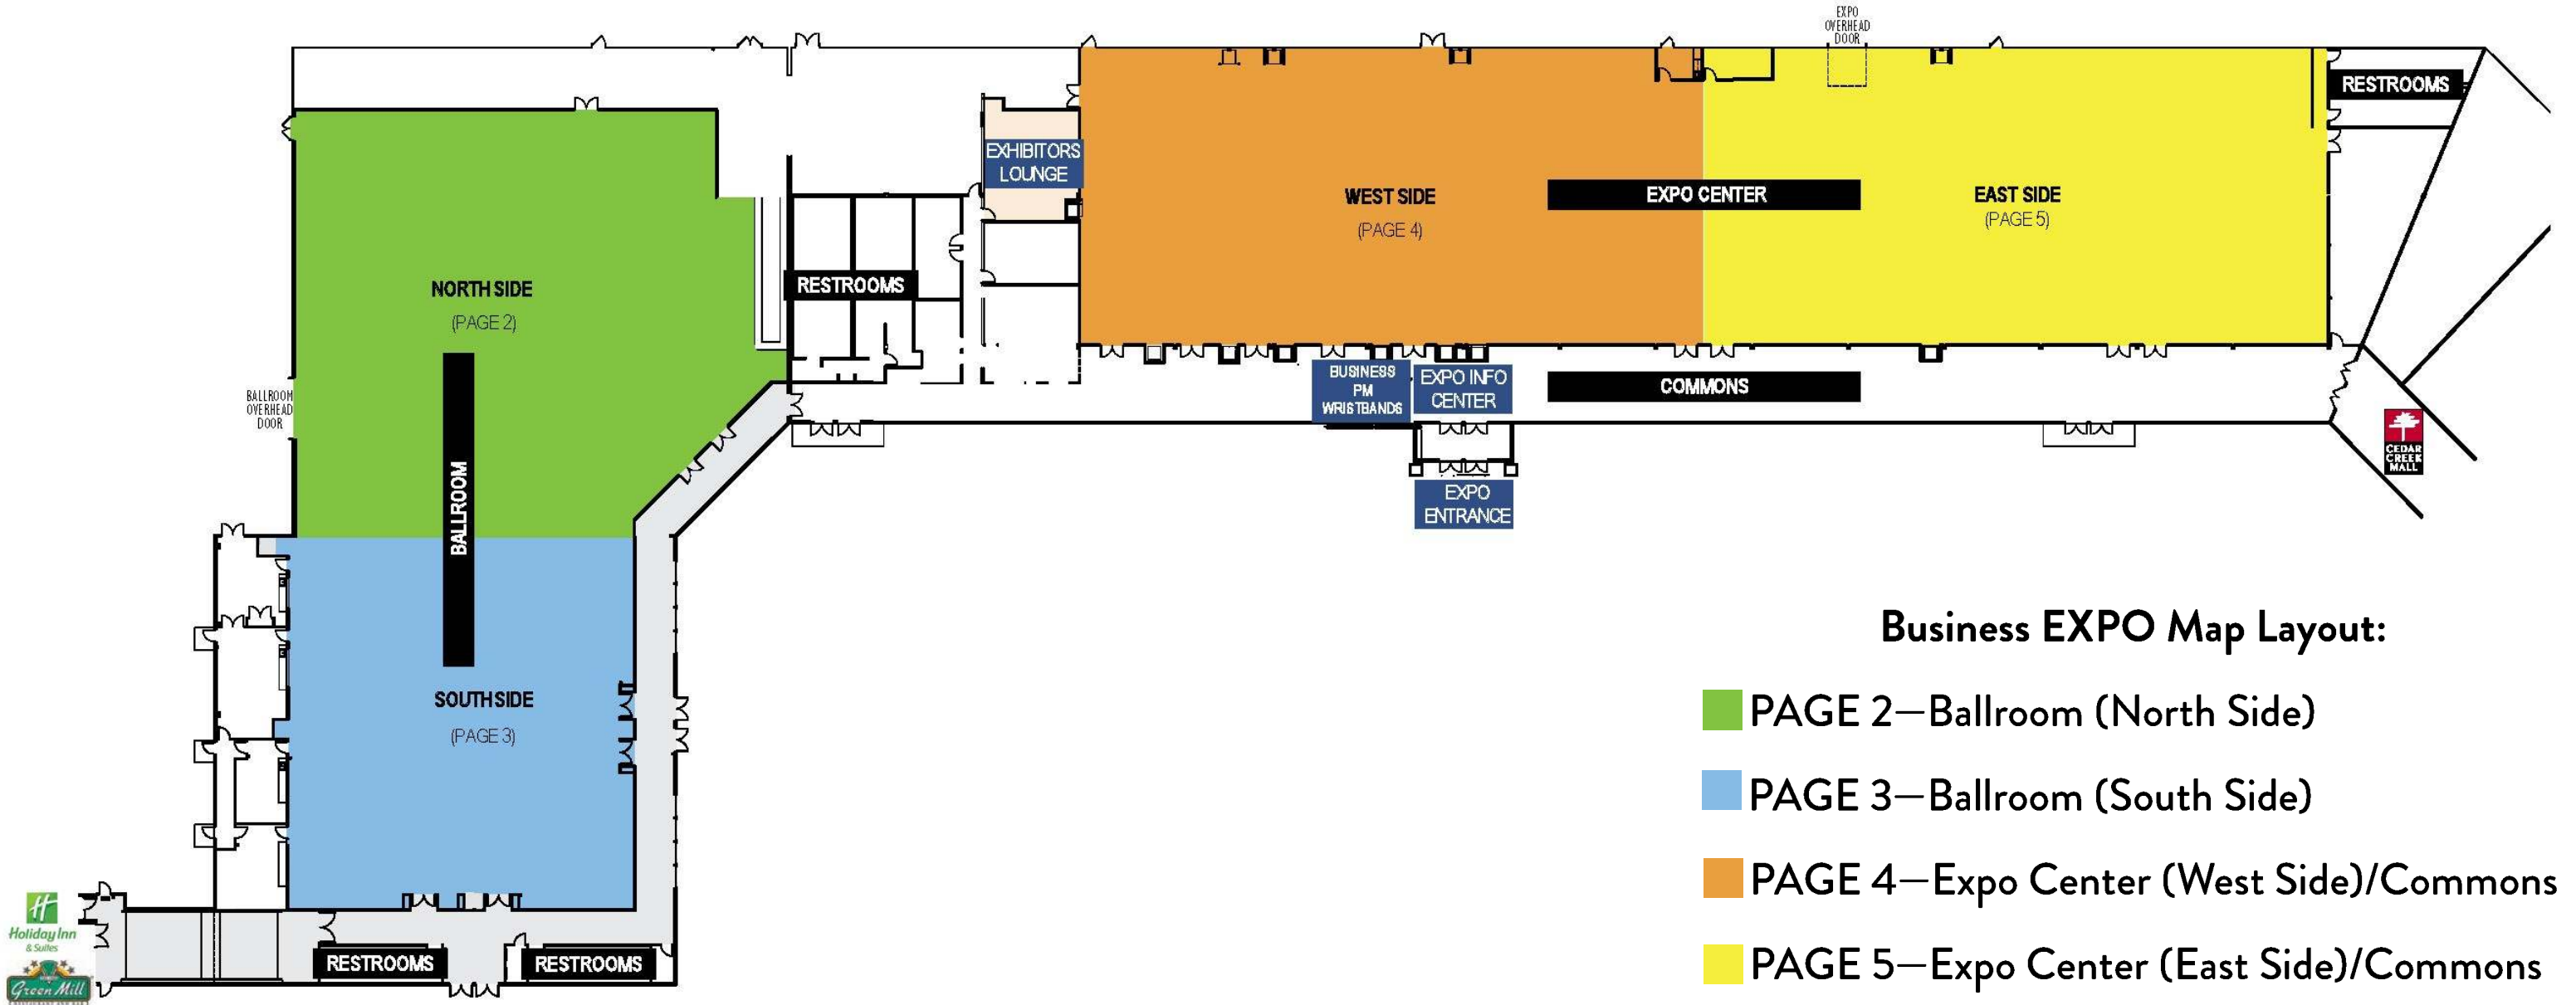 EXPO
OVERHEAD
DOOR
RESTROOMS
EXHIBITORS
LOUNGE
WEST SIDE
(PAGE 4)
EXPO CENTER
EAST SIDE
(PAGE 5)
NORTH SIDE
(PAGE 2)
RESTROOMS
BALLROOM
OVERHEAD
DOOR
BUSINESS
PM
WRISTBANDS
EXPO INFO
CENTER
COMMONS
CEDAR
CREEK
MALL
BALLROOM
EXPO
ENTRANCE
SOUTH SIDE
(PAGE 3)
Business EXPO Map Layout:
PAGE 2—Ballroom (North Side)
PAGE 3—Ballroom (South Side)
PAGE 4—Expo Center (West Side)/Commons
PAGE 5—Expo Center (East Side)/Commons
H
Holiday Inn
& Suites
Green Mill
RESTROOMS
RESTROOMS